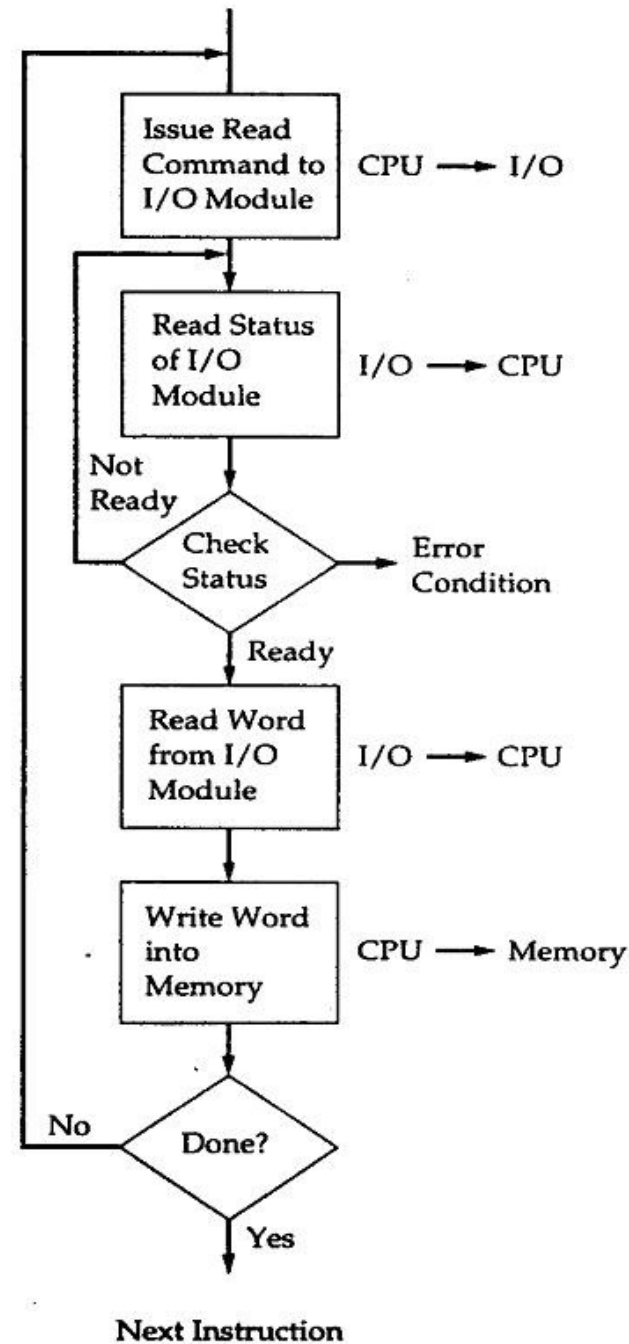 Issue Read
Command to
I/O Module
CPU → I/O
Read Status
of I/O
Module
I/O → CPU
Not
Ready
Check
Status
Error
Condition
Ready
Read Word
from I/O
Module
I/O → CPU
Write Word
into
Memory
CPU → Memory
No
Done?
Yes
Next Instruction